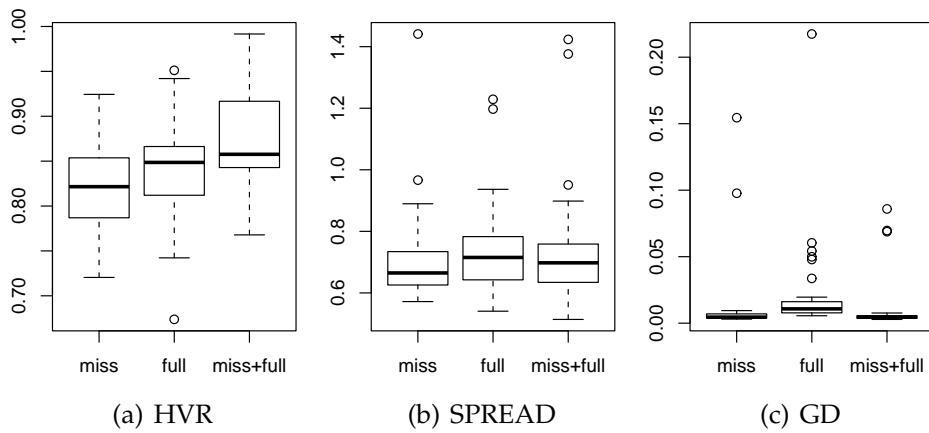 0.70 0.80 0.90 1.00
miss full miss+full
(a) HVR
0.6 0.8 1.0 1.2 1.4
miss full miss+full
(b) SPREAD
0.00 0.05 0.10 0.15 0.20
miss full miss+full
(c) GD